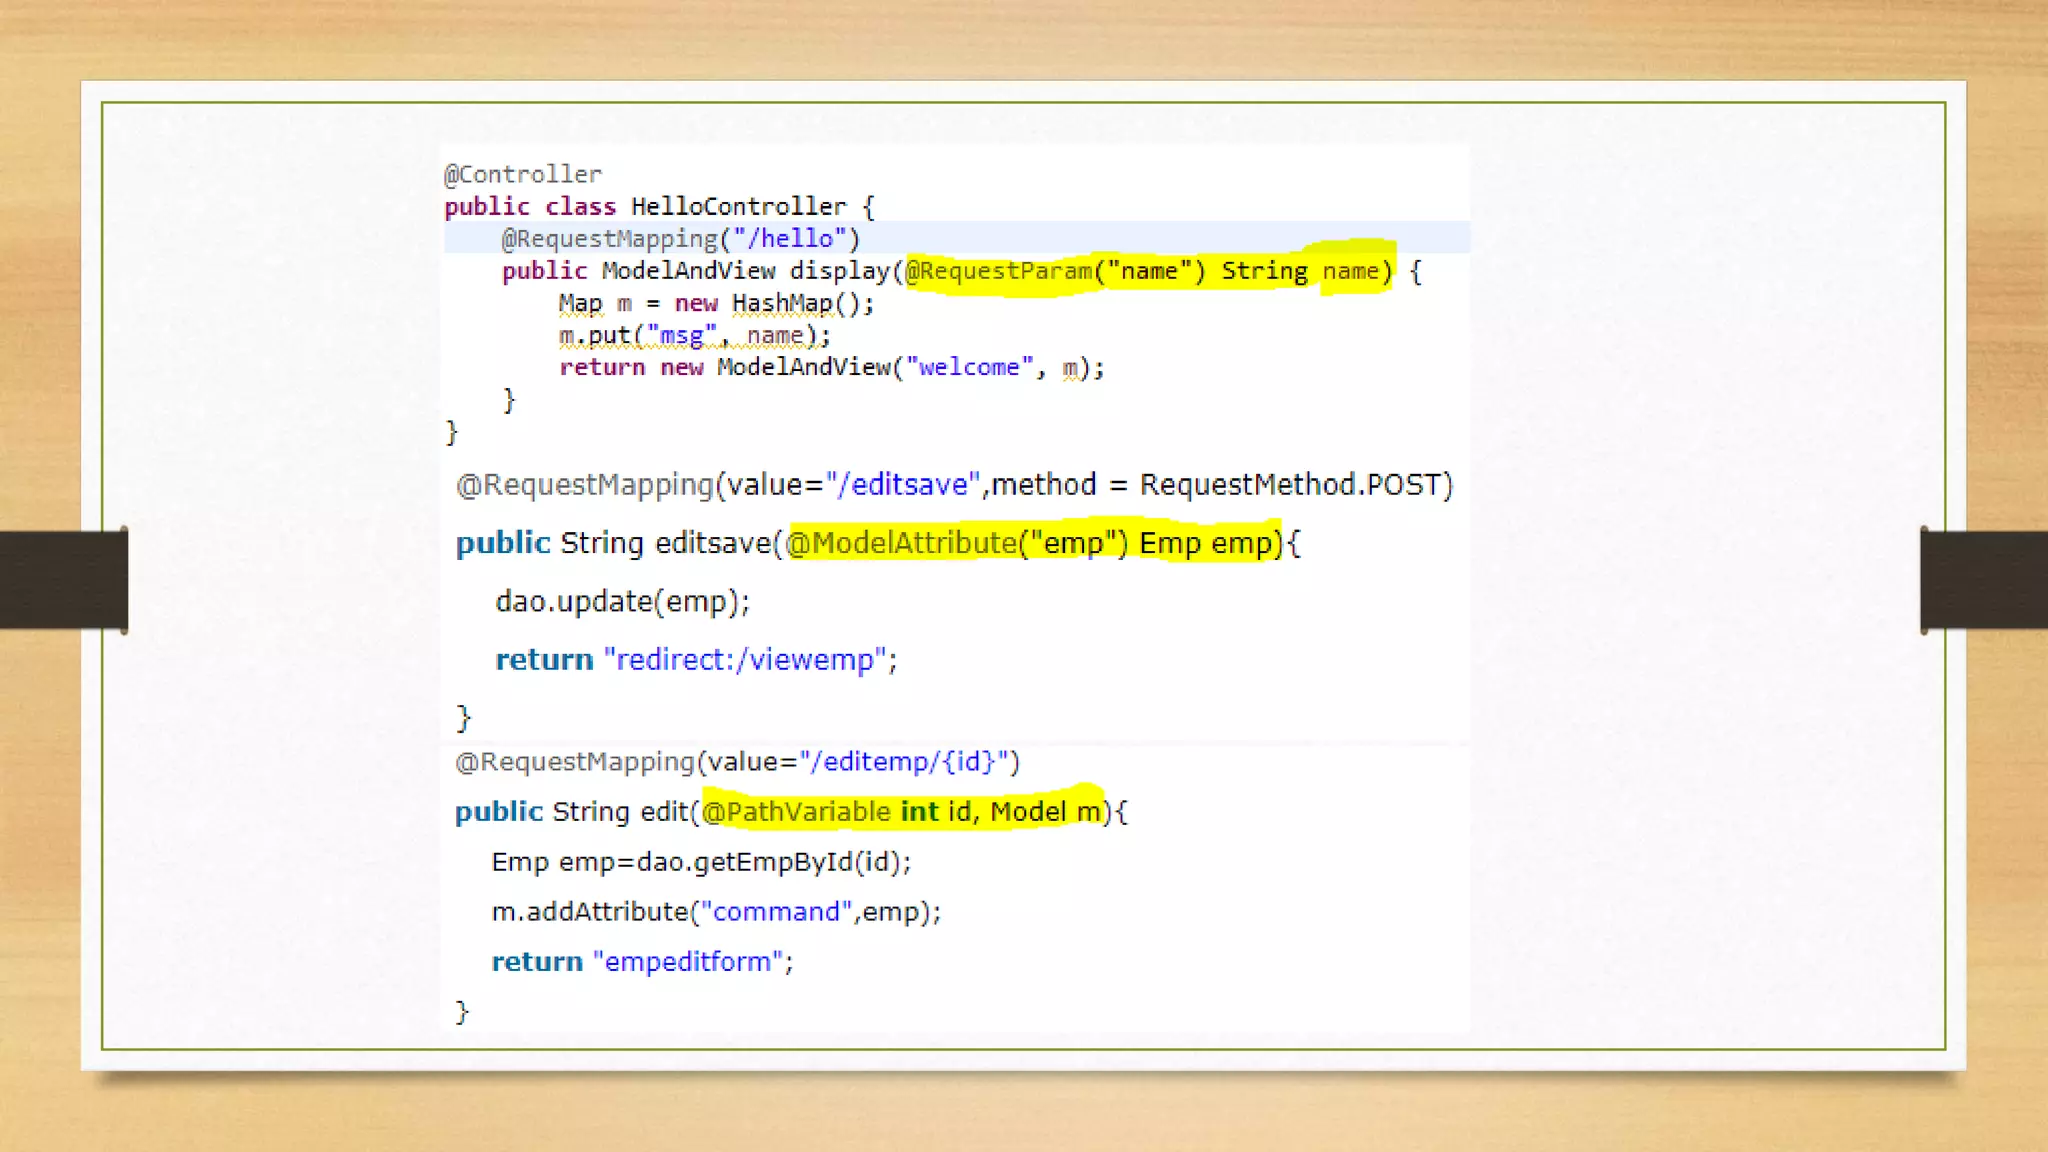 @Controller
public class HelloController {
@RequestMapping("/hello")
public ModelAndView display(@RequestParam("name") String name) {
Map m = new HashMap();
m.put("msg", name);
return new ModelAndView("welcome", m);
}
}
@RequestMapping(value="/editsave",method = RequestMethod.POST)
public String editsave(@ModelAttribute("emp") Emp emp){
dao.update(emp);
return "redirect:/viewemp";
}
@RequestMapping(value="/editemp/{id}")
public String edit(@PathVariable int id, Model m){
Emp emp=dao.getEmpById(id);
m.addAttribute("command",emp);
return "empeditform";
}